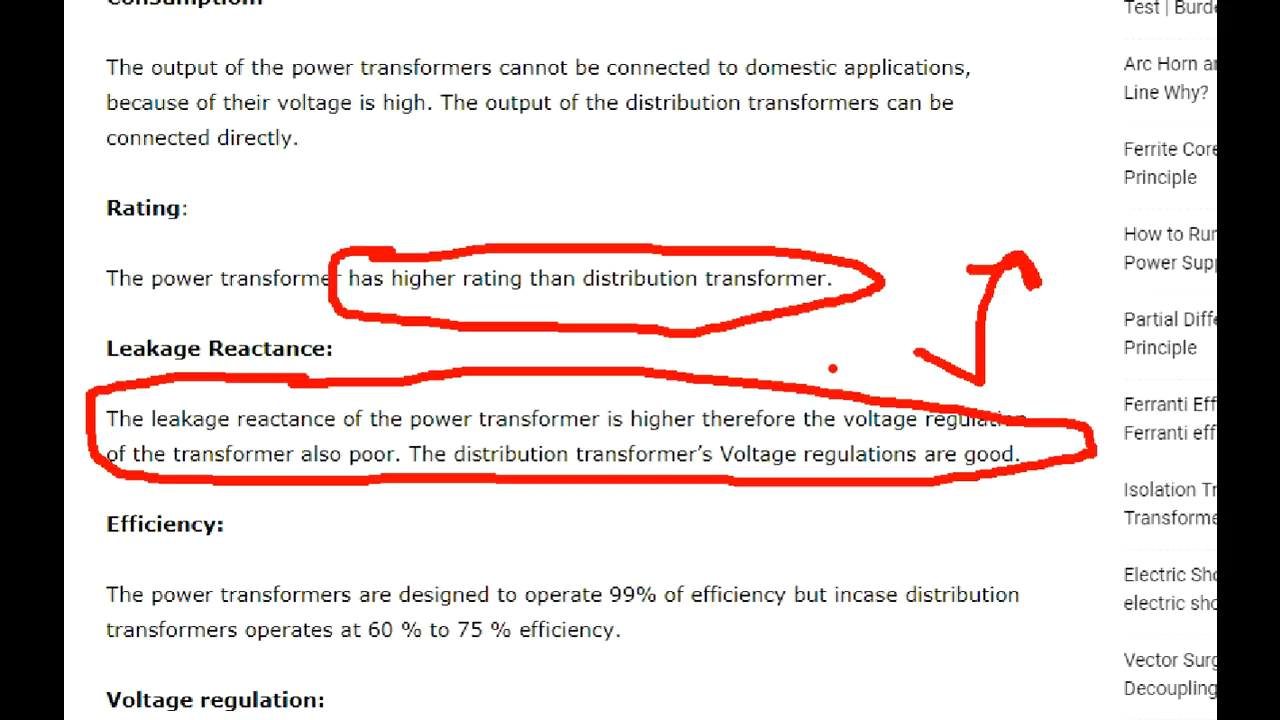 Consumption:
The output of the power transformers cannot be connected to domestic applications,
because of their voltage is high. The output of the distribution transformers can be
connected directly.
Rating:
The power transformer has higher rating than distribution transformer.
Leakage Reactance:
The leakage reactance of the power transformer is higher therefore the voltage regulation
of the transformer also poor. The distribution transformer’s Voltage regulations are good.
Efficiency:
The power transformers are designed to operate 99% of efficiency but incase distribution
transformers operates at 60 % to 75 % efficiency.
Voltage regulation:
Test | Burde
Arc Horn an
Line Why?
Ferrite Core
Principle
How to Run
Power Supp
Partial Diffe
Principle
Ferranti Eff
Ferranti eff
Isolation Tr
Transforme
Electric Sho
electric sho
Vector Surg
Decoupling